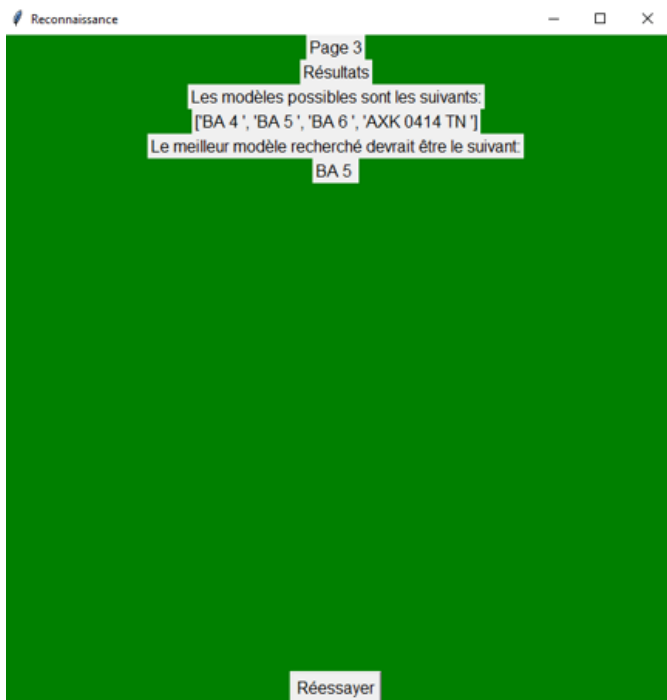 Reconnaissance
Page 3
Résultats
Les modèles possibles sont les suivants:
['BA 4 ', 'BA 5 ', 'BA 6 ', 'AXK 0414 TN ']
Le meilleur modèle recherché devrait être le suivant:
BA 5
Réessayer